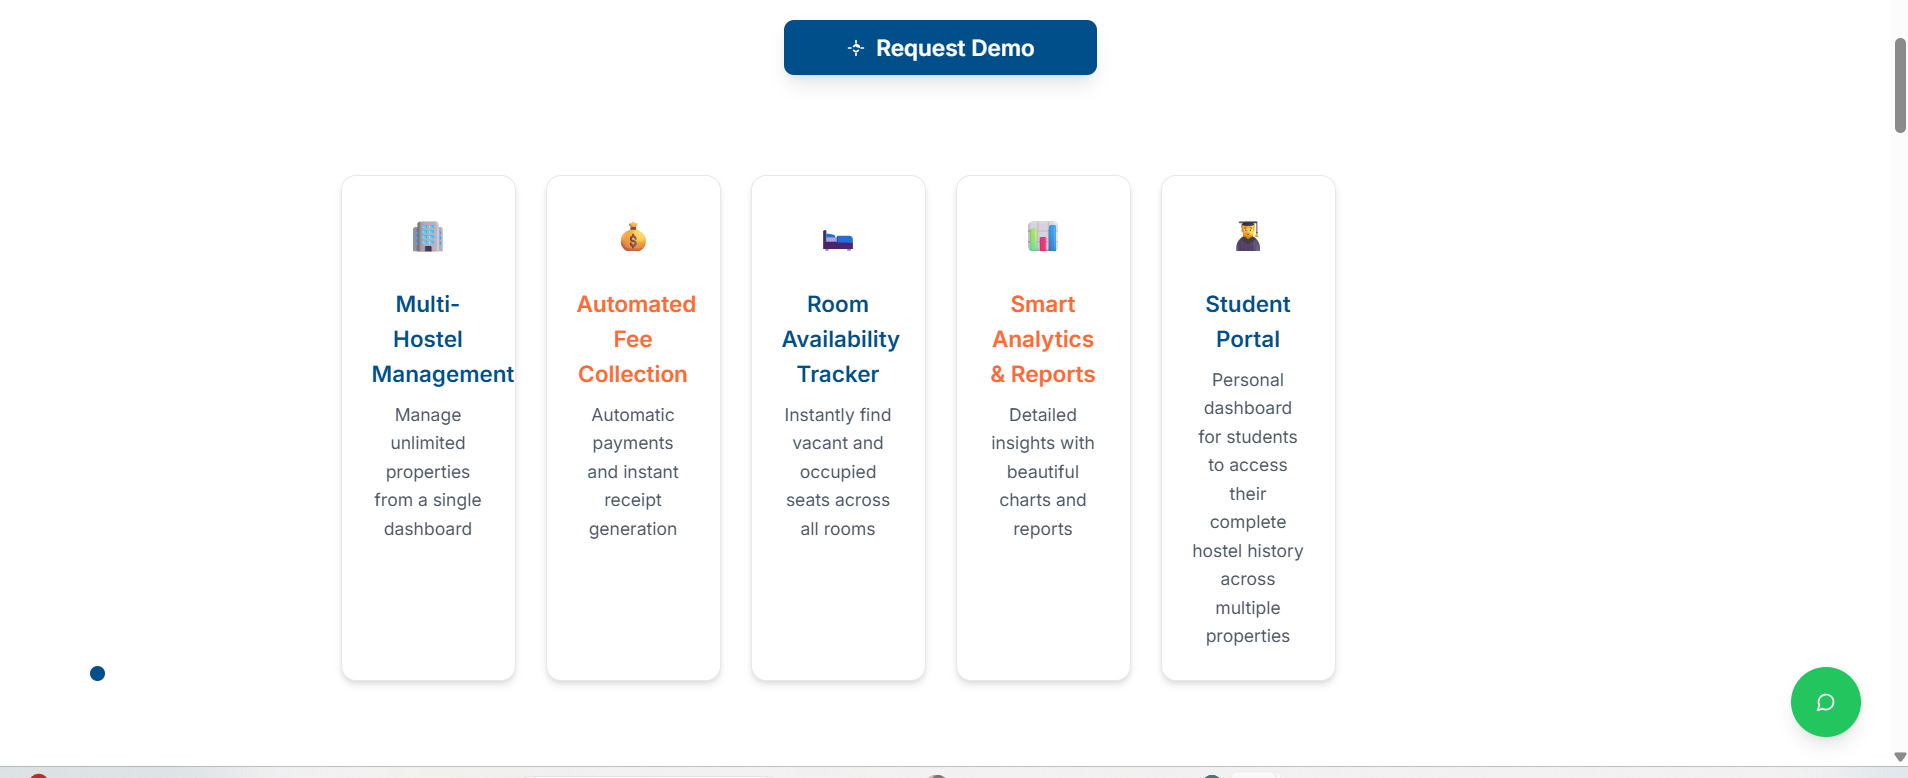 Request Demo
Multi-
Hostel
Management
Manage
unlimited
properties
from a single
dashboard
Automated
Fee
Collection
Automatic
payments
and instant
receipt
generation
Room
Availability
Tracker
Instantly find
vacant and
occupied
seats across
all rooms
Smart
Analytics
& Reports
Detailed
insights with
beautiful
charts and
reports
Student
Portal
Personal
dashboard
for students
to access
their
complete
hostel history
across
multiple
properties